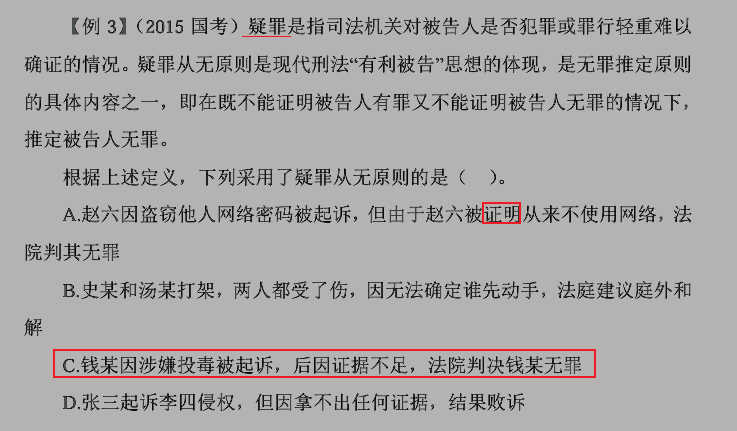 【例 3】（2015 国考）疑罪是指司法机关对被告人是否犯罪或罪行轻重难以
确证的情况。疑罪从无原则是现代刑法“有利被告”思想的体现，是无罪推定原则
的具体内容之一，即在既不能证明被告人有罪又不能证明被告人无罪的情况下，
推定被告人无罪。
根据上述定义，下列采用了疑罪从无原则的是（　）。
A.赵六因盗窃他人网络密码被起诉，但由于赵六被证明从来不使用网络，法
院判其无罪
B.史某和汤某打架，两人都受了伤，因无法确定谁先动手，法庭建议庭外和
解
C.钱某因涉嫌投毒被起诉，后因证据不足，法院判决钱某无罪
D.张三起诉李四侵权，但因拿不出任何证据，结果败诉